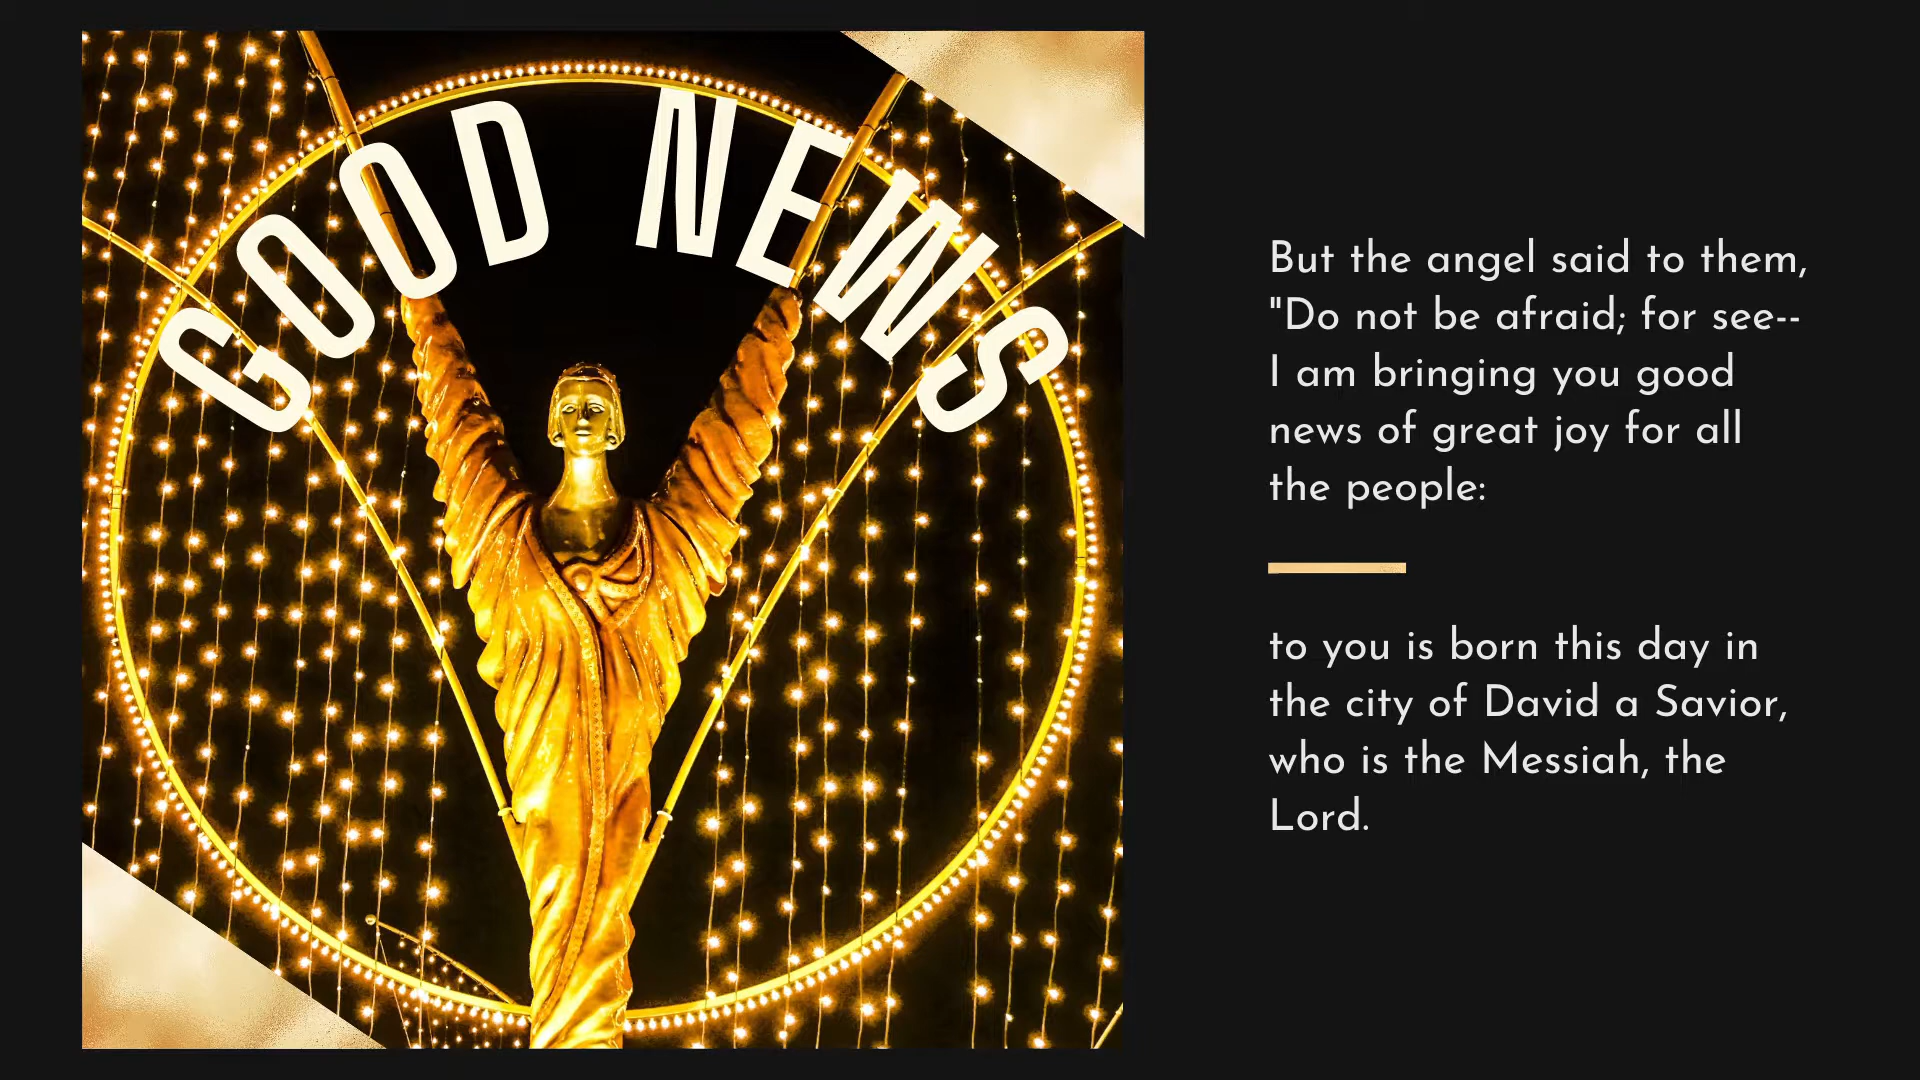 GOOD NEWS
But the angel said to them,
"Do not be afraid; for see--
I am bringing you good
news of great joy for all
the people:
to you is born this day in
the city of David a Savior,
who is the Messiah, the
Lord.